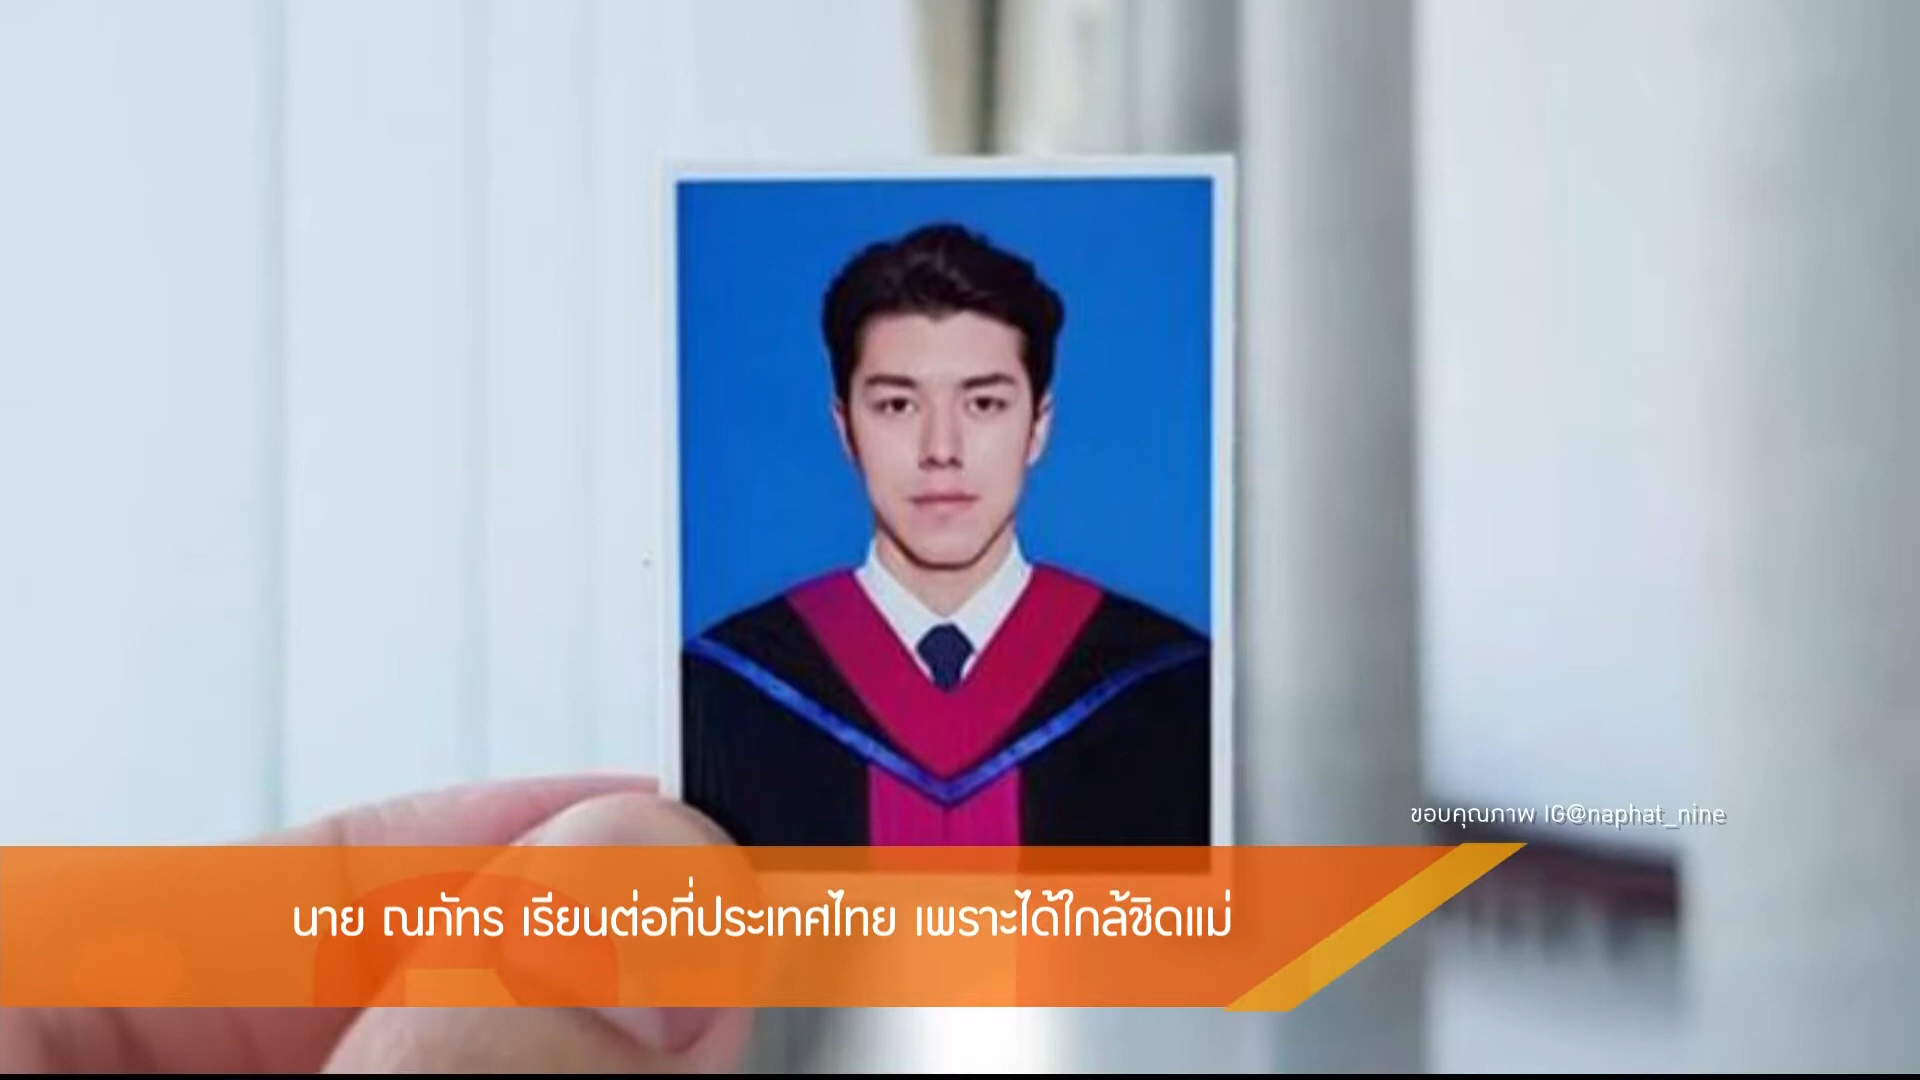 ขอบคุณภาพ IG@naphat_nine
นาย ณภัทร เรียนต่อที่ประเทศไทย เพราะได้ใกล้ชิดแม่